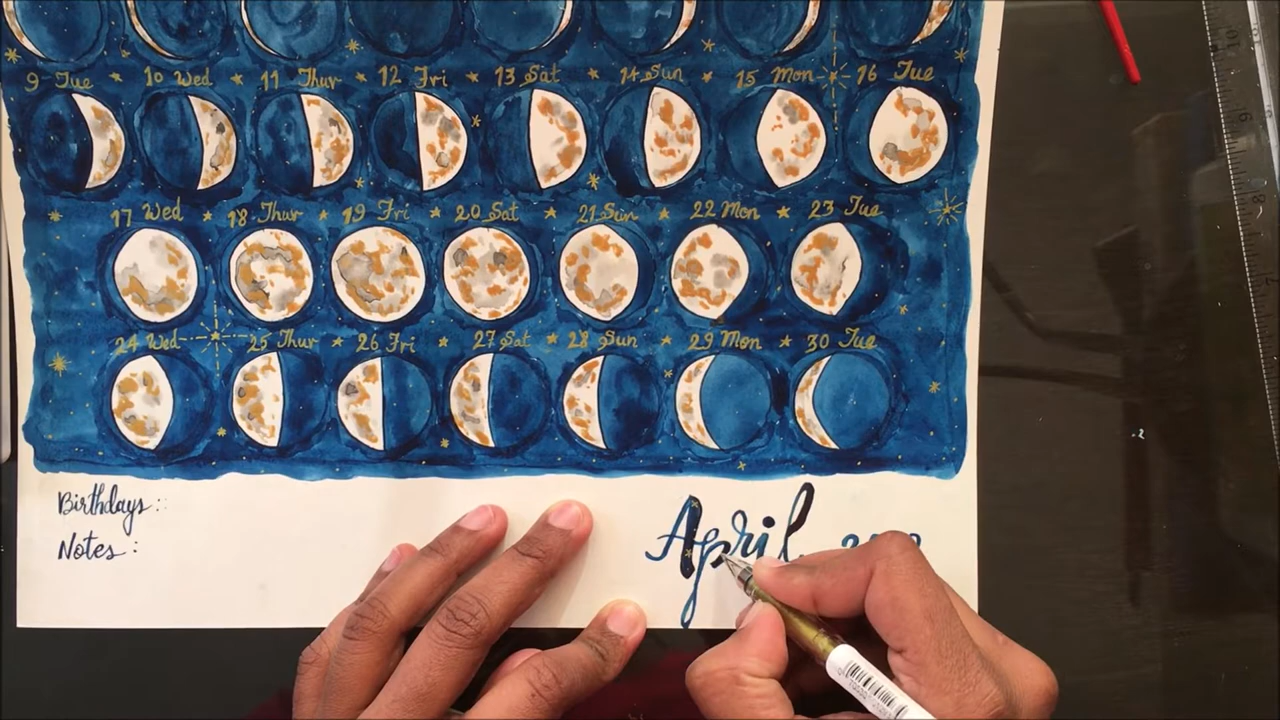 9 Tue 10 Wed 11 Thur 12 Fri 13 Sat 14 Sun 15 Mon 16 Tue
17 Wed 18 Thur 19 Fri 20 Sat 21 Sun 22 Mon 23 Tue
24 Wed 25 Thur 26 Fri 27 Sat 28 Sun 29 Mon 30 Tue
Birthdays:
Notes:
April